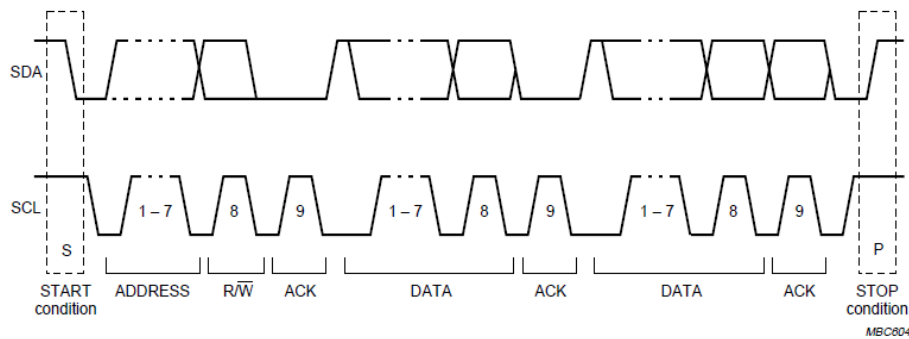 SDA
SCL
1 – 7
8
9
1 – 7
8
9
1 – 7
8
9
S
P
START
condition
ADDRESS
R/W̅
ACK
DATA
ACK
DATA
ACK
STOP
condition
MBC604